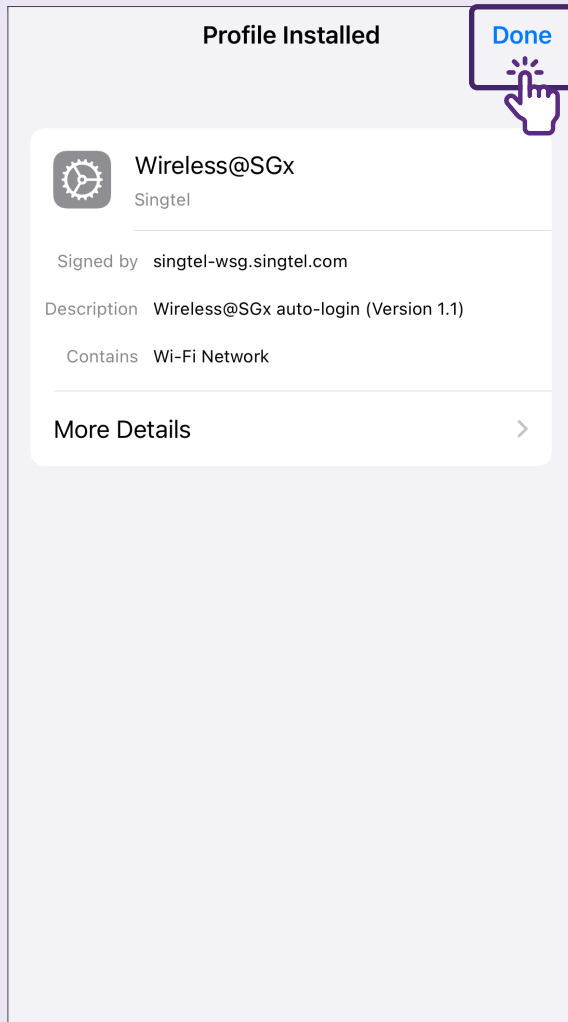 Profile Installed
Done
Wireless@SGx
Singtel
Signed by singtel-wsg.singtel.com
Description Wireless@SGx auto-login (Version 1.1)
Contains Wi-Fi Network
More Details